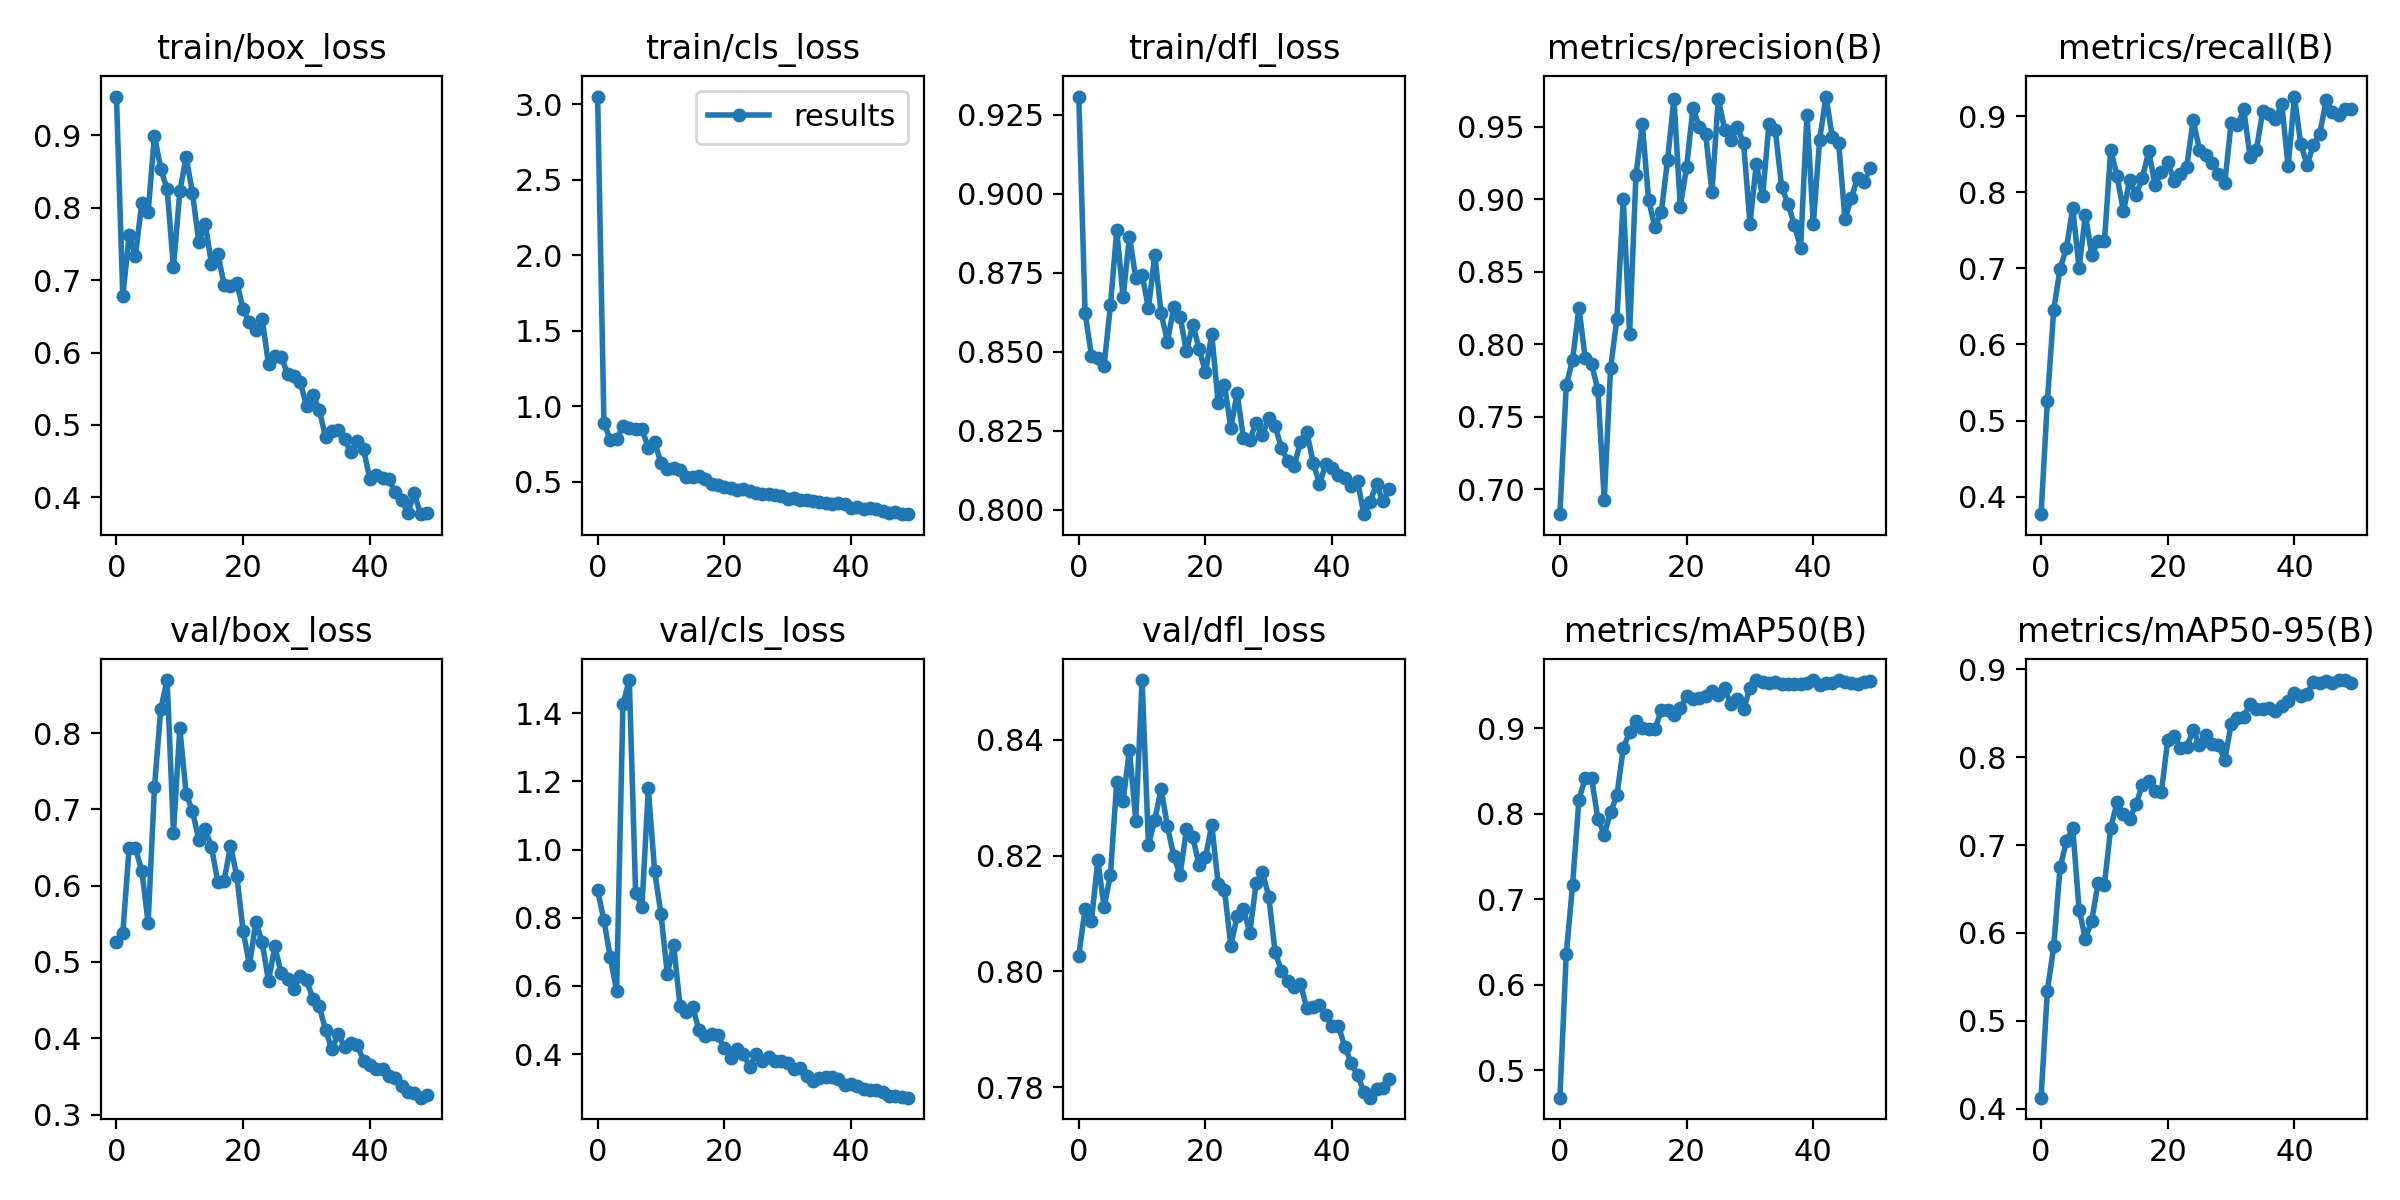 train/box_loss
train/cls_loss
train/dfl_loss
metrics/precision(B)
metrics/recall(B)
results
0.9
0.8
0.7
0.6
0.5
0.4
0 20 40
3.0
2.5
2.0
1.5
1.0
0.5
0 20 40
0.925
0.900
0.875
0.850
0.825
0.800
0 20 40
0.95
0.90
0.85
0.80
0.75
0.70
0 20 40
0.9
0.8
0.7
0.6
0.5
0.4
0 20 40
val/box_loss
val/cls_loss
val/dfl_loss
metrics/mAP50(B)
metrics/mAP50-95(B)
0.8
0.7
0.6
0.5
0.4
0.3
0 20 40
1.4
1.2
1.0
0.8
0.6
0.4
0 20 40
0.84
0.82
0.80
0.78
0 20 40
0.9
0.8
0.7
0.6
0.5
0 20 40
0.9
0.8
0.7
0.6
0.5
0.4
0 20 40